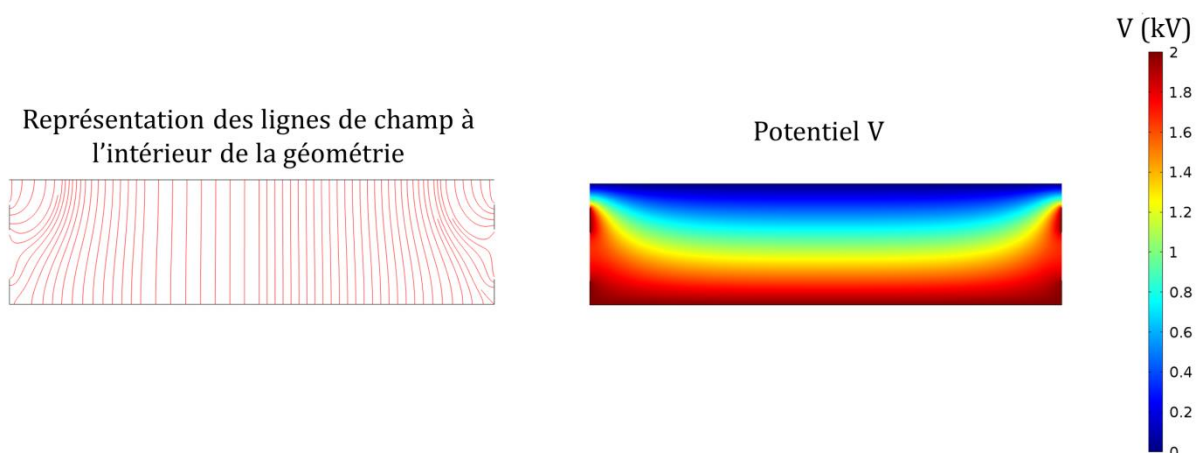 V (kV)
Représentation des lignes de champ à
l'intérieur de la géométrie
Potentiel V
2
1.8
1.6
1.4
1.2
1
0.8
0.6
0.4
0.2
0